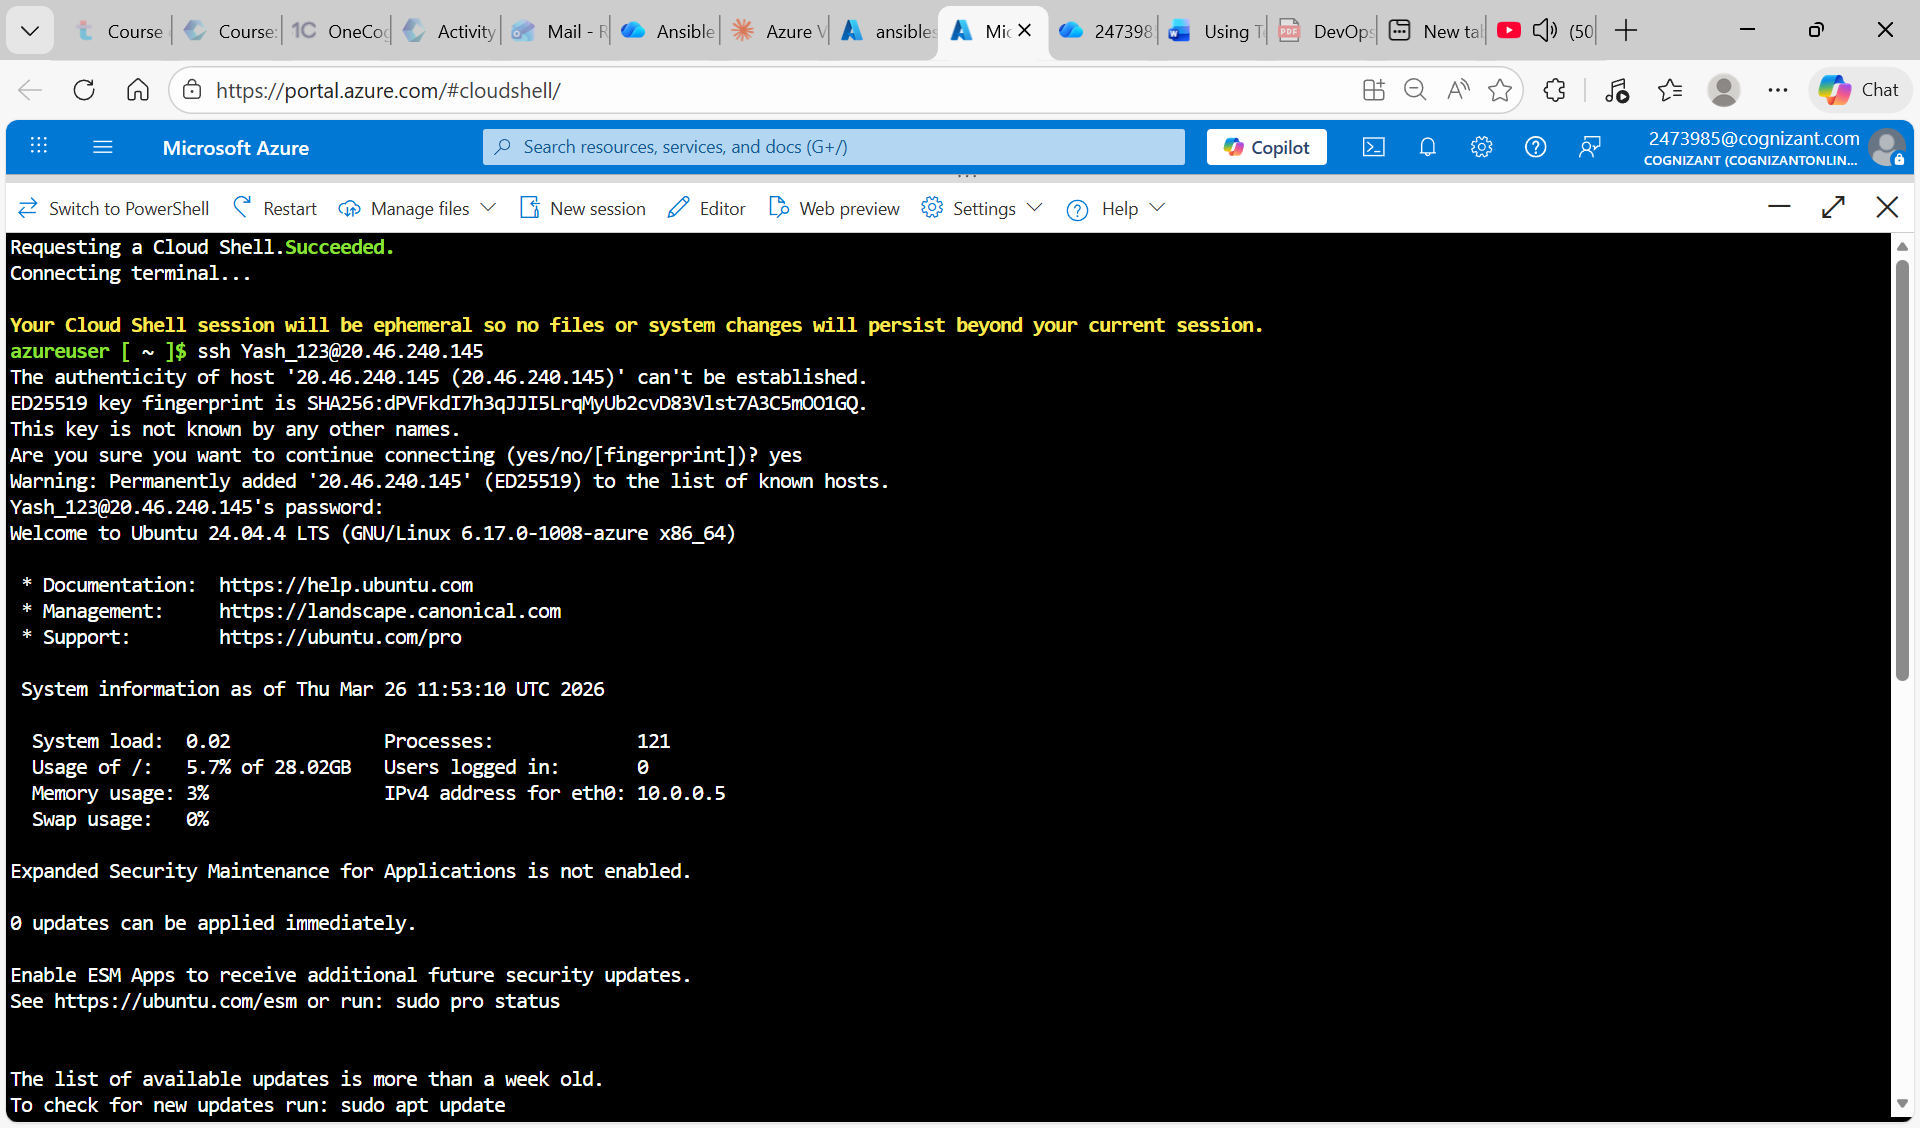 Course
Course:
1C OneCog
Activity
Mail - R
Ansible
Azure V
ansibles
Mic
247398
Using Te
PDF DevOps
New tab
(50
https://portal.azure.com/#cloudshell/
Chat
Microsoft Azure
Search resources, services, and docs (G+/)
Copilot
2473985@cognizant.com
COGNIZANT (COGNIZANTONLIN...
Switch to PowerShell
Restart
Manage files
New session
Editor
Web preview
Settings
Help
Requesting a Cloud Shell.Succeeded.
Connecting terminal...
Your Cloud Shell session will be ephemeral so no files or system changes will persist beyond your current session.
azureuser [ ~ ]$ ssh Yash_123@20.46.240.145
The authenticity of host '20.46.240.145 (20.46.240.145)' can't be established.
ED25519 key fingerprint is SHA256:dPVFkdI7h3qJJI5LrqMyUb2cvD83Vlst7A3C5mOO1GQ.
This key is not known by any other names.
Are you sure you want to continue connecting (yes/no/[fingerprint])? yes
Warning: Permanently added '20.46.240.145' (ED25519) to the list of known hosts.
Yash_123@20.46.240.145's password:
Welcome to Ubuntu 24.04.4 LTS (GNU/Linux 6.17.0-1008-azure x86_64)
* Documentation:  https://help.ubuntu.com
* Management:     https://landscape.canonical.com
* Support:        https://ubuntu.com/pro
System information as of Thu Mar 26 11:53:10 UTC 2026
System load:  0.02              Processes:             121
Usage of /:   5.7% of 28.02GB   Users logged in:       0
Memory usage: 3%                IPv4 address for eth0: 10.0.0.5
Swap usage:   0%
Expanded Security Maintenance for Applications is not enabled.
0 updates can be applied immediately.
Enable ESM Apps to receive additional future security updates.
See https://ubuntu.com/esm or run: sudo pro status
The list of available updates is more than a week old.
To check for new updates run: sudo apt update